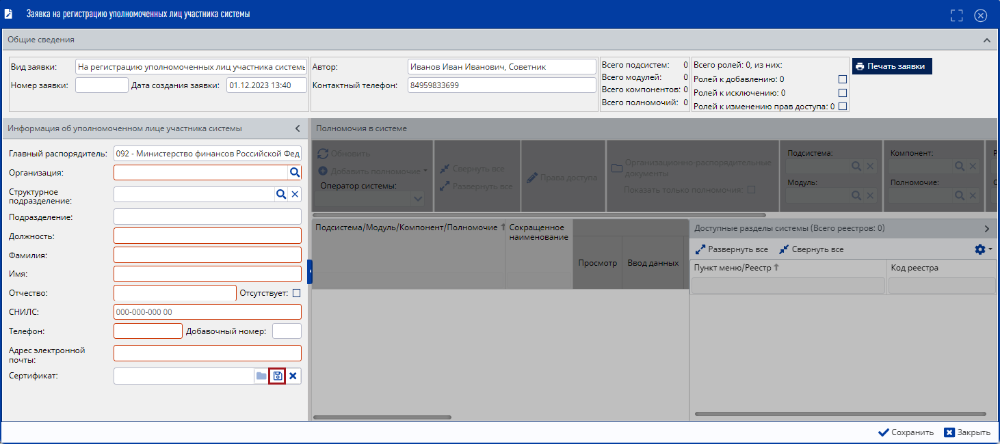 Заявка на регистрацию уполномоченных лиц участника системы
Общие сведения
Вид заявки: На регистрацию уполномоченных лиц участника системы
Номер заявки: Дата создания заявки: 01.12.2023 13:40
Автор: Иванов Иван Иванович, Советник
Контактный телефон: 84959833699
Всего подсистем: 0
Всего модулей: 0
Всего компонентов: 0
Всего полномочий: 0
Всего ролей: 0, из них:
Ролей к добавлению: 0
Ролей к исключению: 0
Ролей к изменению прав доступа: 0
Печать заявки
Информация об уполномоченном лице участника системы
Главный распорядитель: 092 - Министерство финансов Российской Фед
Организация:
Структурное
подразделение:
Подразделение:
Должность:
Фамилия:
Имя:
Отчество: Отсутствует:
СНИЛС: 000-000-000 00
Телефон: Добавочный номер:
Адрес электронной
почты:
Сертификат:
Полномочия в системе
Обновить
Добавить полномочие
Оператор системы:
Свернуть все
Развернуть все
Права доступа
Организационно-распорядительные
документы
Показать только полномочия:
Подсистема:
Модуль:
Компонент:
Полномочие:
Подсистема/Модуль/Компонент/Полномочие
Сокращенное
наименование
Просмотр
Ввод данных
Доступные разделы системы (Всего реестров: 0)
Развернуть все Свернуть все
Пункт меню/Реестр Код реестра
Сохранить Закрыть